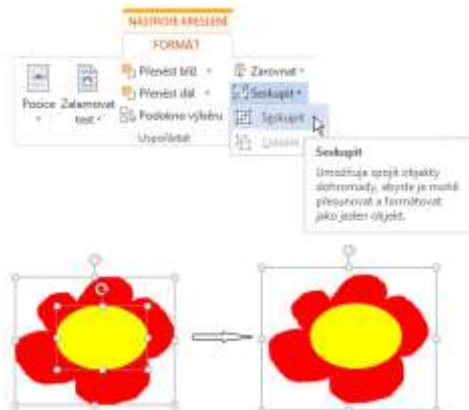 NÁSTROJE KRESLENÍ
FORMÁT
Pozice
Zalamovat text
Přenést blíž
Přenést dál
Podokno výběru
Uspořádat
Zarovnat
Seskupit
Seskupit
Seskupit
Umožňuje spojit objekty
dohromady, abyste je mohli
přesunovat a formátovat
jako jeden objekt.